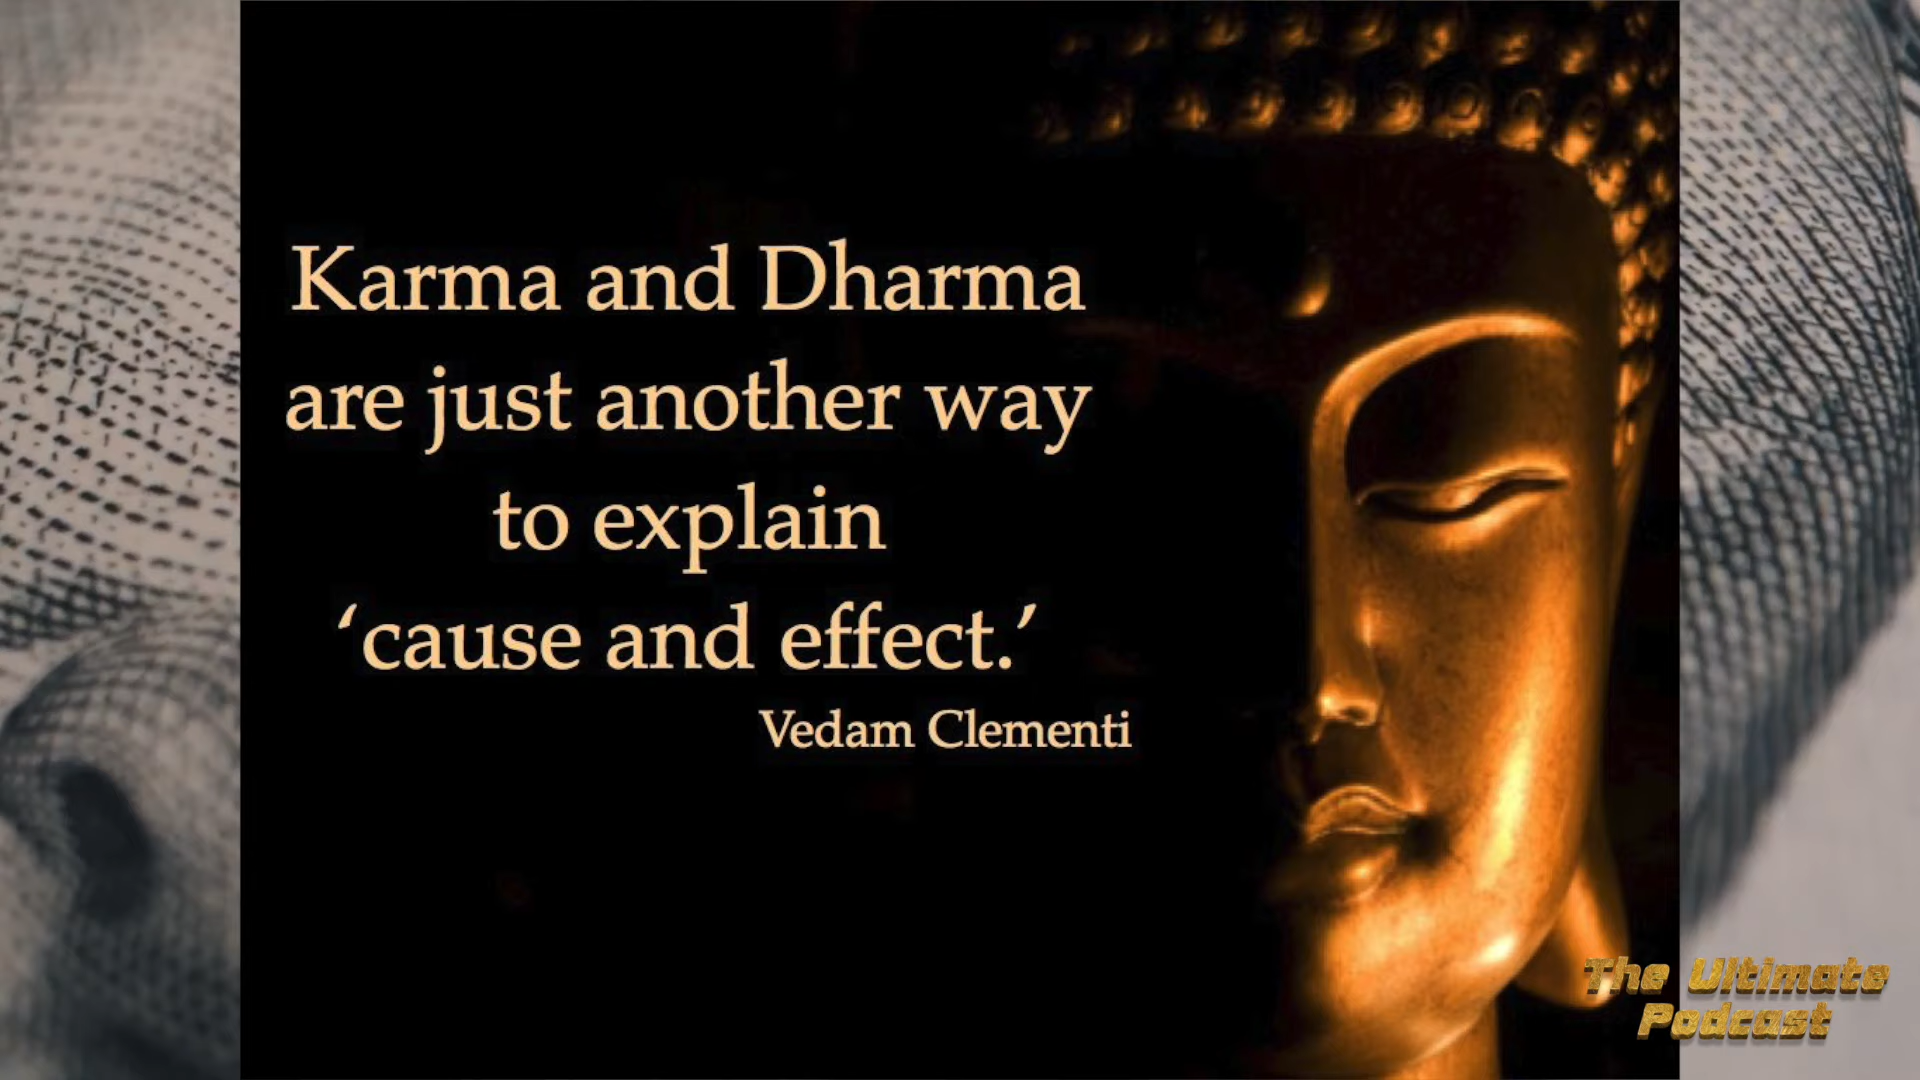 Karma and Dharma
are just another way
to explain
‘cause and effect.’
Vedam Clementi
The Ultimate
Podcast